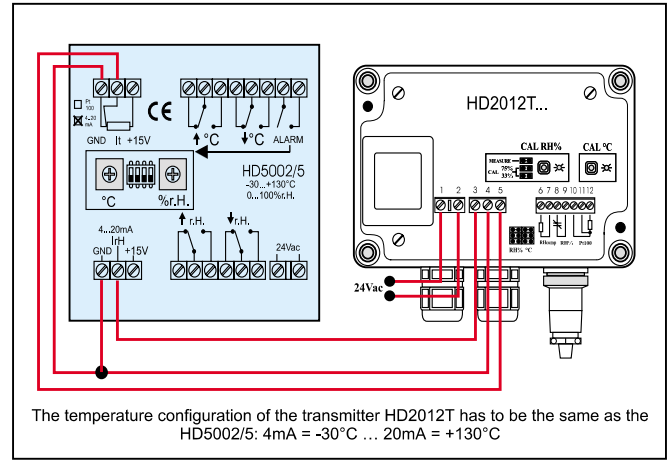 Pt
100
4..20
mA
GND It +15V
CE
°C °C ALARM
°C %r.H.
HD5002/5
-30...+130°C
0...100%r.H.
r.H. r.H.
4...20mA
IrH
GND +15V
24Vac
HD2012T...
CAL RH% CAL °C
MEASURE
CAL 75%
33%
1 2 3 4 5 6 7 8 9 10 11 12
RH% °C
Pt100
24Vac
The temperature configuration of the transmitter HD2012T has to be the same as the
HD5002/5: 4mA = -30°C … 20mA = +130°C